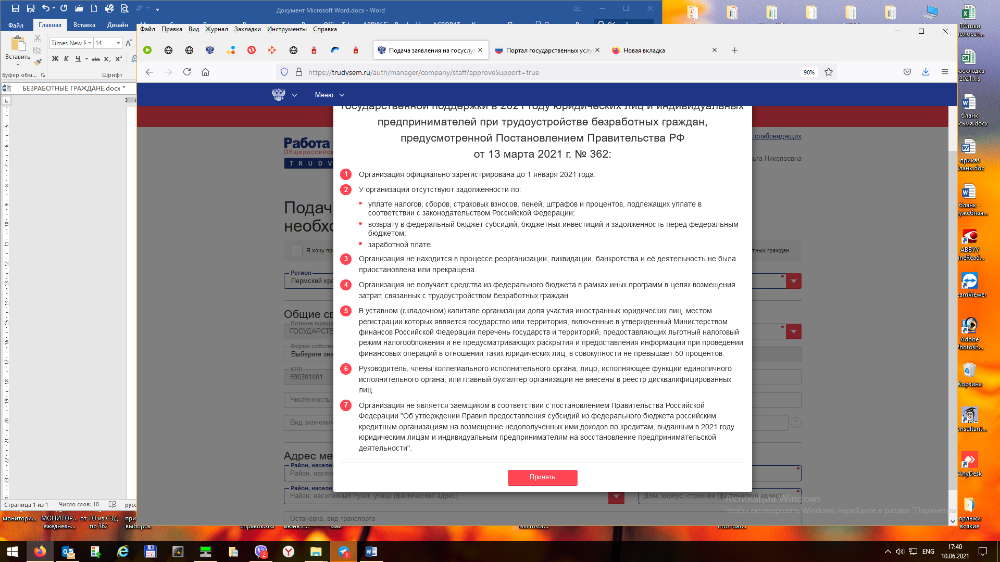 Документ Microsoft Word.docx - Word
Файл Главная Вставка Дизайн
Times New R 14
Вставить
Ж К Ч abc x₂ x²
Буфер обм... Шрифт
БЕЗРАБОТНЫЕ ГРАЖДАНЕ.docx *
Файл Правка Вид Журнал Закладки Инструменты Справка
Подача заявления на госуслуг Портал государственных услу Новая вкладка
https://trudvsem.ru/auth/manager/company/staff?approveSupport=true 90%
Меню
государственной поддержки в 2021 году юридических лиц и индивидуальных
предпринимателей при трудоустройстве безработных граждан,
предусмотренной Постановлением Правительства РФ
от 13 марта 2021 г. № 362:
1 Организация официально зарегистрирована до 1 января 2021 года.
2 У организации отсутствуют задолженности по:
уплате налогов, сборов, страховых взносов, пеней, штрафов и процентов, подлежащих уплате в
соответствии с законодательством Российской Федерации;
возврату в федеральный бюджет субсидий, бюджетных инвестиций и задолженность перед федеральным
бюджетом;
заработной плате.
3 Организация не находится в процессе реорганизации, ликвидации, банкротства и её деятельность не была
приостановлена или прекращена.
4 Организация не получает средства из федерального бюджета в рамках иных программ в целях возмещения
затрат, связанных с трудоустройством безработных граждан.
5 В уставном (складочном) капитале организации доля участия иностранных юридических лиц, местом
регистрации которых является государство или территория, включенные в утвержденный Министерством
финансов Российской Федерации перечень государств и территорий, предоставляющих льготный налоговый
режим налогообложения и не предусматривающих раскрытия и предоставления информации при проведении
финансовых операций в отношении таких юридических лиц, в совокупности не превышает 50 процентов.
6 Руководитель, члены коллегиального исполнительного органа, лицо, исполняющее функции единоличного
исполнительного органа, или главный бухгалтер организации не внесены в реестр дисквалифицированных
лиц.
7 Организация не является заемщиком в соответствии с постановлением Правительства Российской
Федерации "Об утверждении Правил предоставления субсидий из федерального бюджета российским
кредитным организациям на возмещение недополученных ими доходов по кредитам, выданным в 2021 году
юридическим лицам и индивидуальным предпринимателям на восстановление предпринимательской
деятельности".
Принять
Работа
Общероссийск
TRUDV
слабовидящих
ьга Николаевна
Подач
необхо
Я хочу при
тных граждан
Регион
Пермский кра
Общие св
Полное юриди
ГОСУДАРСТВ
Форма собстве
Выберите зна
КПП
590301001
Численность
Вид экономич
Адрес ме
Район, населе
Район, населе
Район, населе
Район, населенный пункт, улица (фактический адрес) Дом, корпус, строение (фактический адрес)
Остановка, вид транспорта
Активация Windows
Чтобы активировать Windows, перейдите в раздел "Параметры
Страница 1 из 1 Число слов: 18 русс
монитори... МОНИТОР... ежедневн... от ТО из СЭД по 362 при выборок
справок.xlsx
ТОшки
полосат...
раскладка
2021.xls
бланк
сьма.docx
приказ
бланк.doc
бланк -
ужебная...
ABBYY
ineRead...
eamViewer
Adobe
Photosh...
Корзина
onsultant...
AnyDesk
ярлыки
всякие
2 1 ENG 17:40
10.06.2021